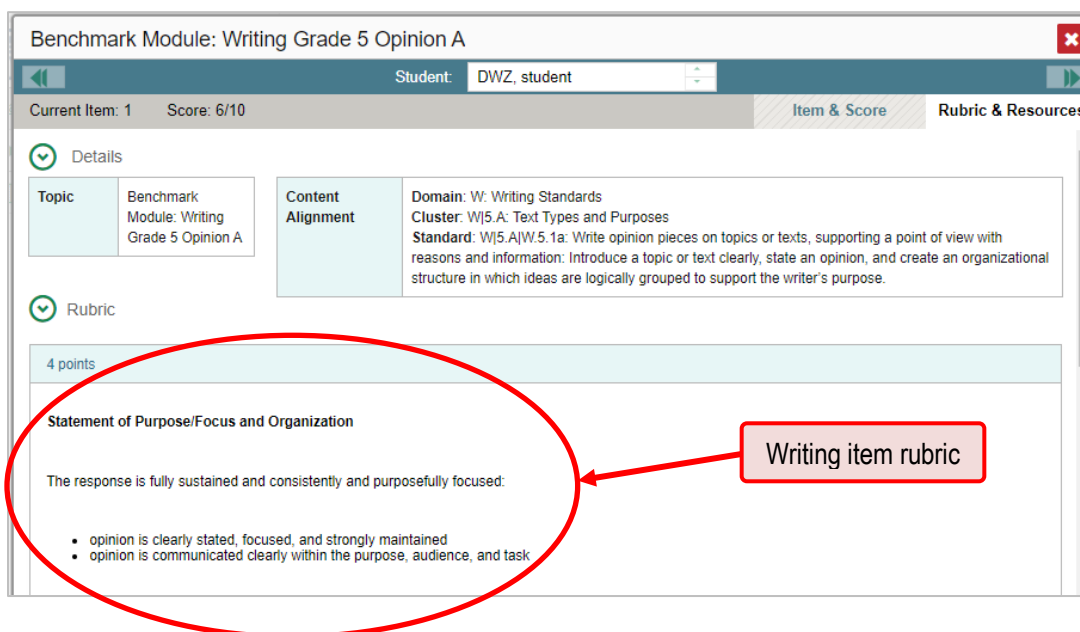 Benchmark Module: Writing Grade 5 Opinion A
Student: DWZ, student
Current Item: 1 Score: 6/10 Item & Score Rubric & Resources
Details
Topic
Benchmark
Module: Writing
Grade 5 Opinion A
Content
Alignment
Domain: W: Writing Standards
Cluster: W|5.A: Text Types and Purposes
Standard: W|5.A|W.5.1a: Write opinion pieces on topics or texts, supporting a point of view with
reasons and information: Introduce a topic or text clearly, state an opinion, and create an organizational
structure in which ideas are logically grouped to support the writer's purpose.
Rubric
4 points
Statement of Purpose/Focus and Organization
Writing item rubric
The response is fully sustained and consistently and purposefully focused:
• opinion is clearly stated, focused, and strongly maintained
• opinion is communicated clearly within the purpose, audience, and task